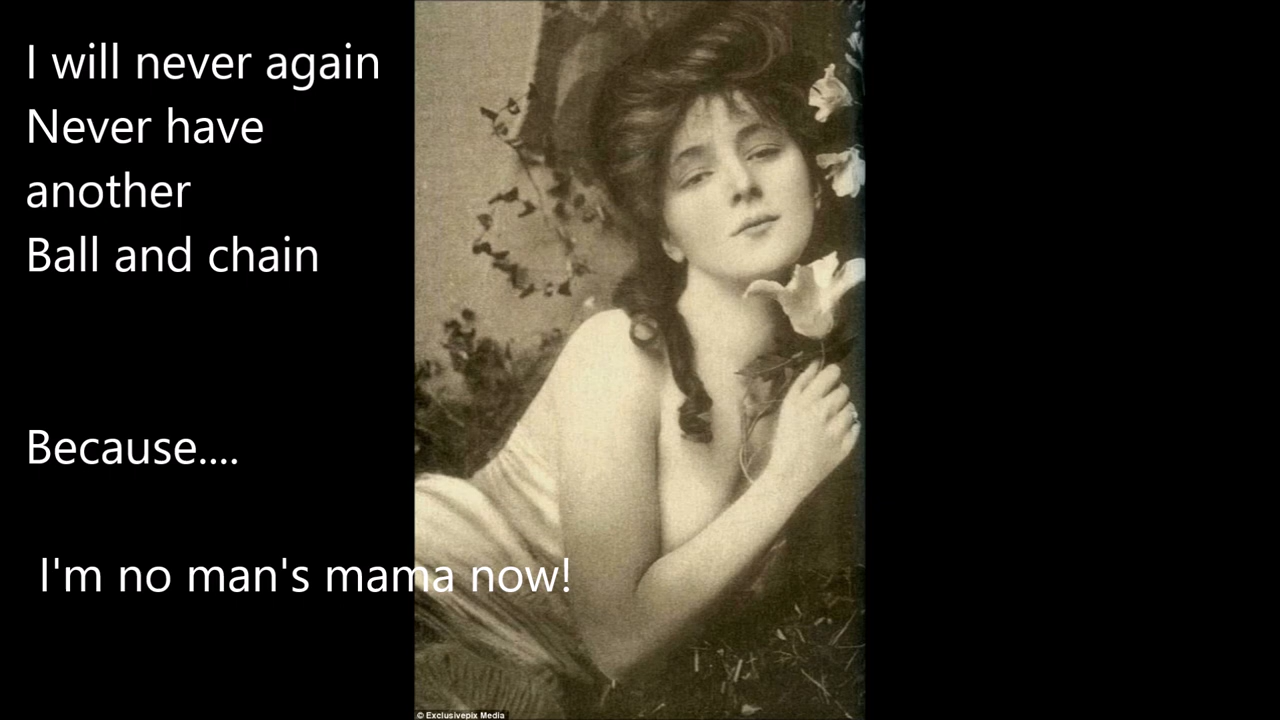 I will never again
Never have
another
Ball and chain
Because....
I'm no man's mama now!
© Exclusivepix Media